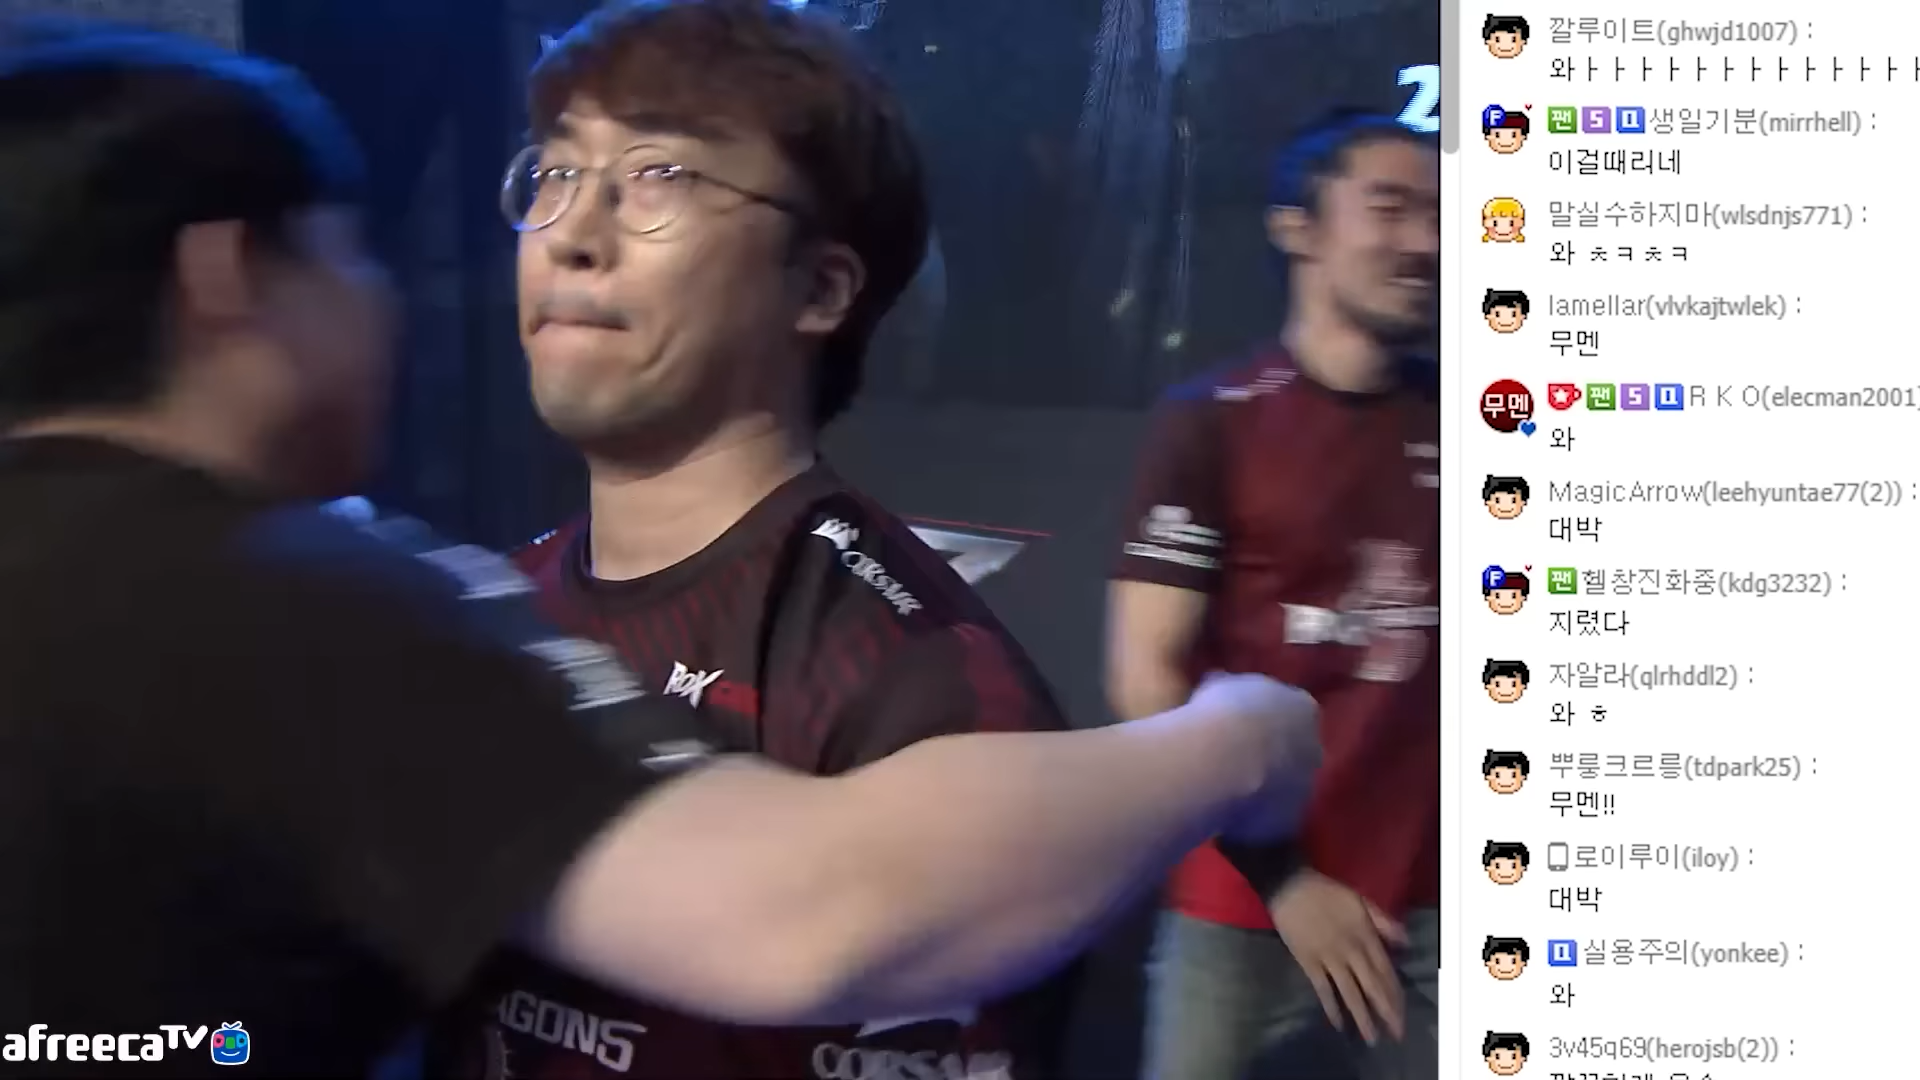 2
CORSAIR
ROX
AGONS
CORSAIR
afreecaTV
깔루이트(ghwjd1007) :
와ㅏㅏㅏㅏㅏㅏㅏㅏㅏㅏㅏㅏㅏ
팬 S Q 생일기분(mirrhell) :
이걸때리네
말실수하지마(wlsdnjs771) :
와 ㅊㅋㅊㅋ
lamellar(vlvkajtwlek) :
무멘
무멘 팬 S Q R K O(elecman2001)
와
MagicArrow(leehyuntae77(2)) :
대박
팬 헬창진화중(kdg3232) :
지렸다
자알라(qlrhddl2) :
와 ㅎ
뿌룽크르릉(tdpark25) :
무멘!!
로이루이(iloy) :
대박
Q 실용주의(yonkee) :
와
3v45q69(herojsb(2)) :